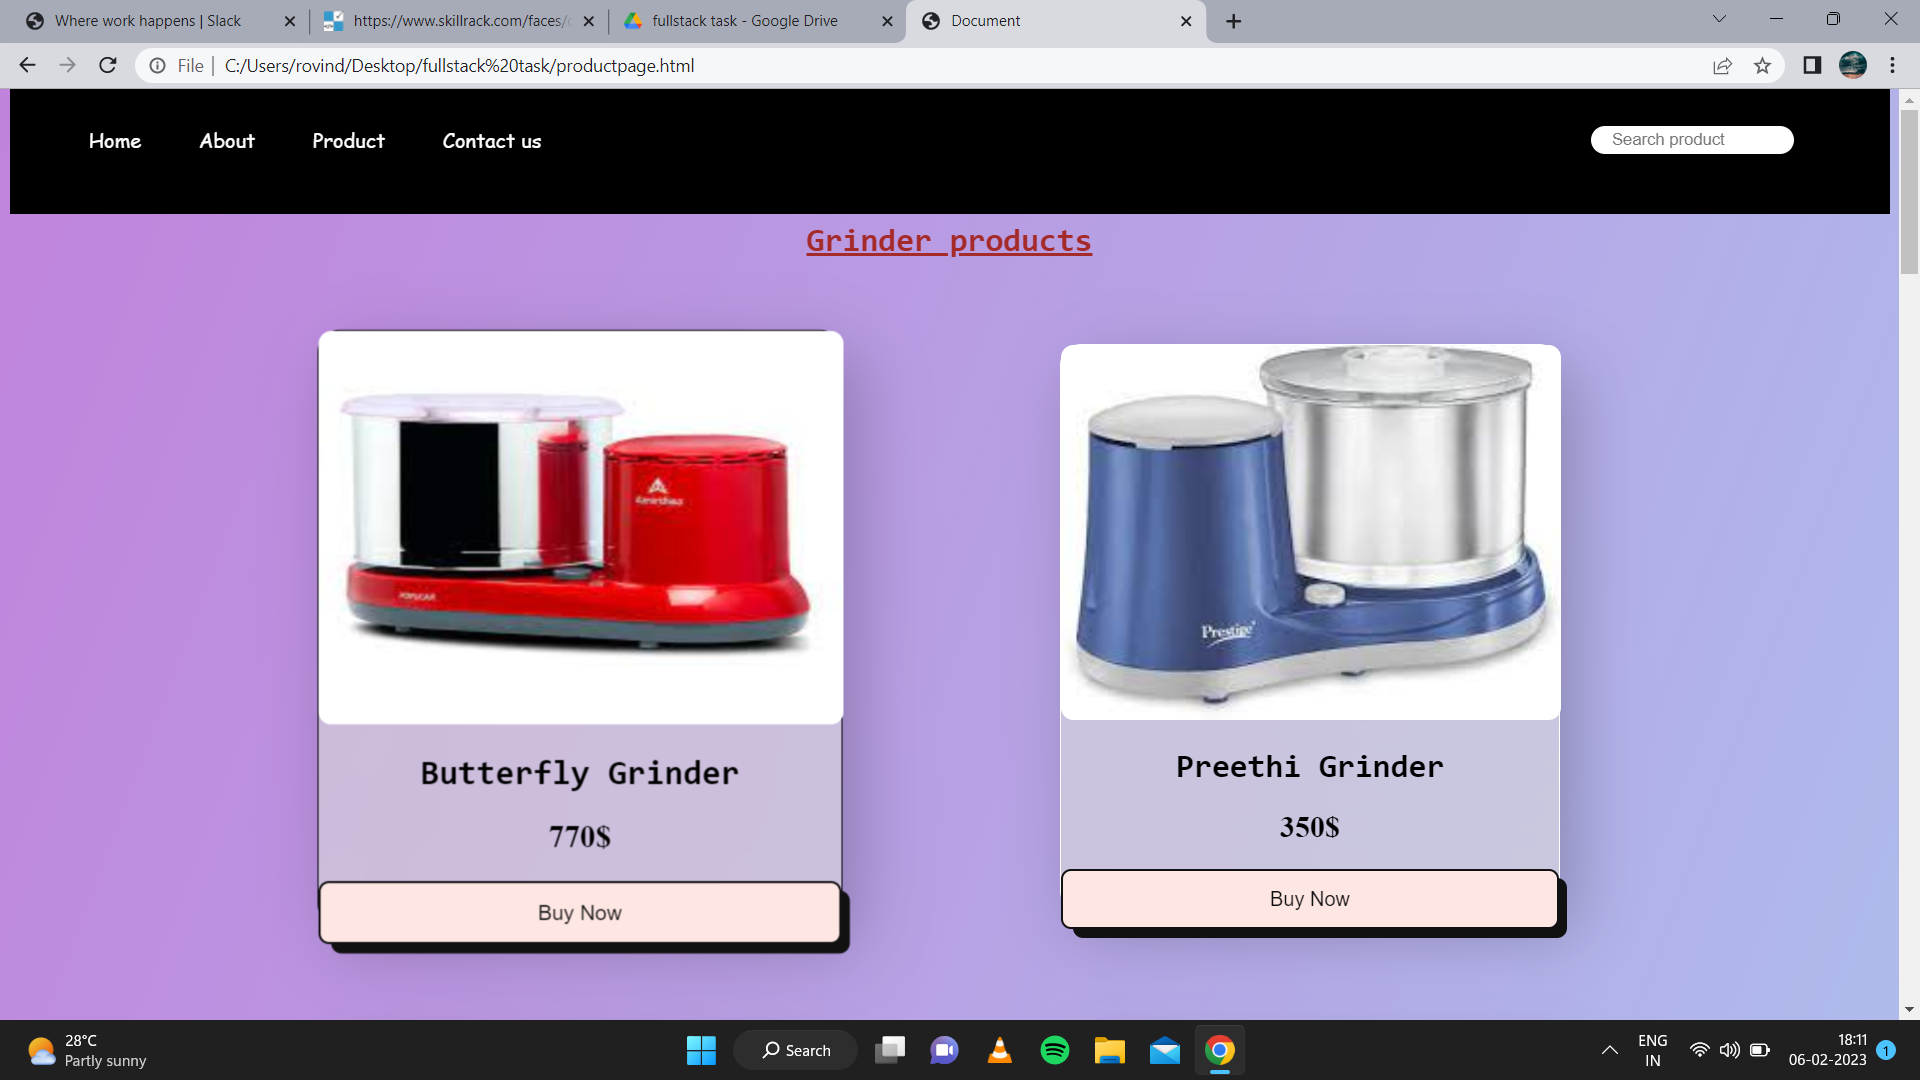 Where work happens | Slack
https://www.skillrack.com/faces/
fullstack task - Google Drive
Document
File | C:/Users/rovind/Desktop/fullstack%20task/productpage.html
Home
About
Product
Contact us
Search product
Grinder products
Prestige
Butterfly Grinder
Preethi Grinder
770$
350$
Buy Now
Buy Now
28°C
Partly sunny
Search
ENG
IN
18:11
06-02-2023
1